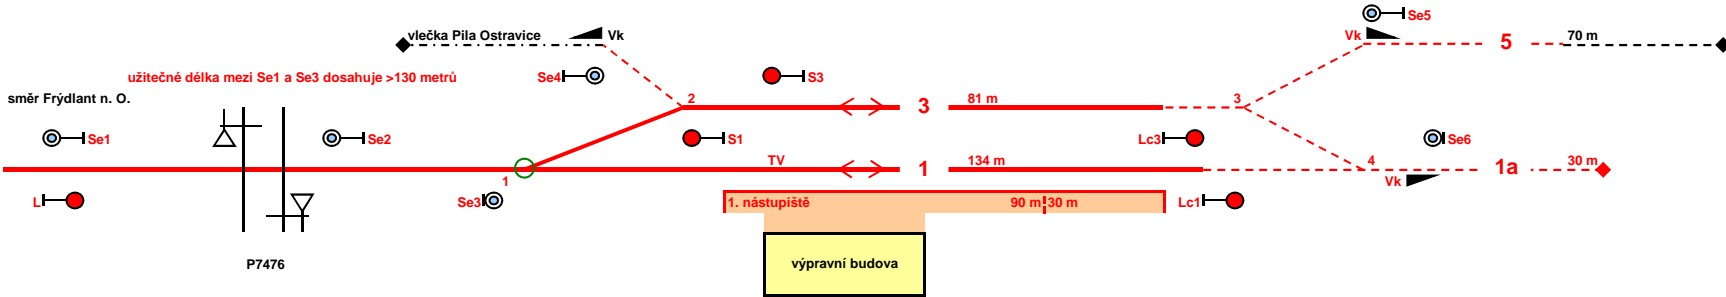 Se5
vlečka Pila Ostravice
Vk
Vk
5
70 m
užitečné délka mezi Se1 a Se3 dosahuje >130 metrů
Se4
S3
směr Frýdlant n. O.
2
3
81 m
3
Se1
Se2
S1
Lc3
Se6
TV
1
134 m
4
1a
30 m
1
Vk
L
Se3
1. nástupiště
90 m
30 m
Lc1
P7476
výpravní budova